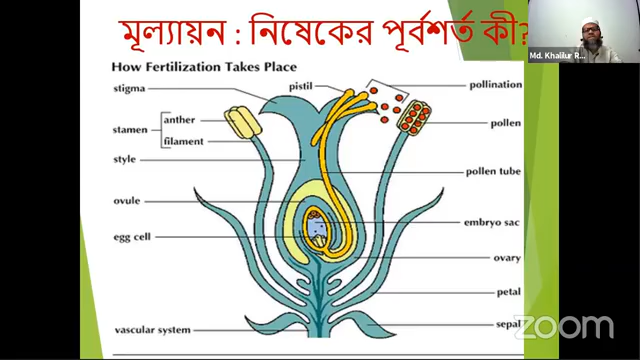 মূল্যায়ন : নিষেকের পূর্বশর্ত কী?
Md. Khalilur R...
How Fertilization Takes Place
stigma
pistil
pollination
anther
stamen
filament
pollen
style
pollen tube
ovule
embryo sac
egg cell
ovary
petal
sepal
vascular system
zoom